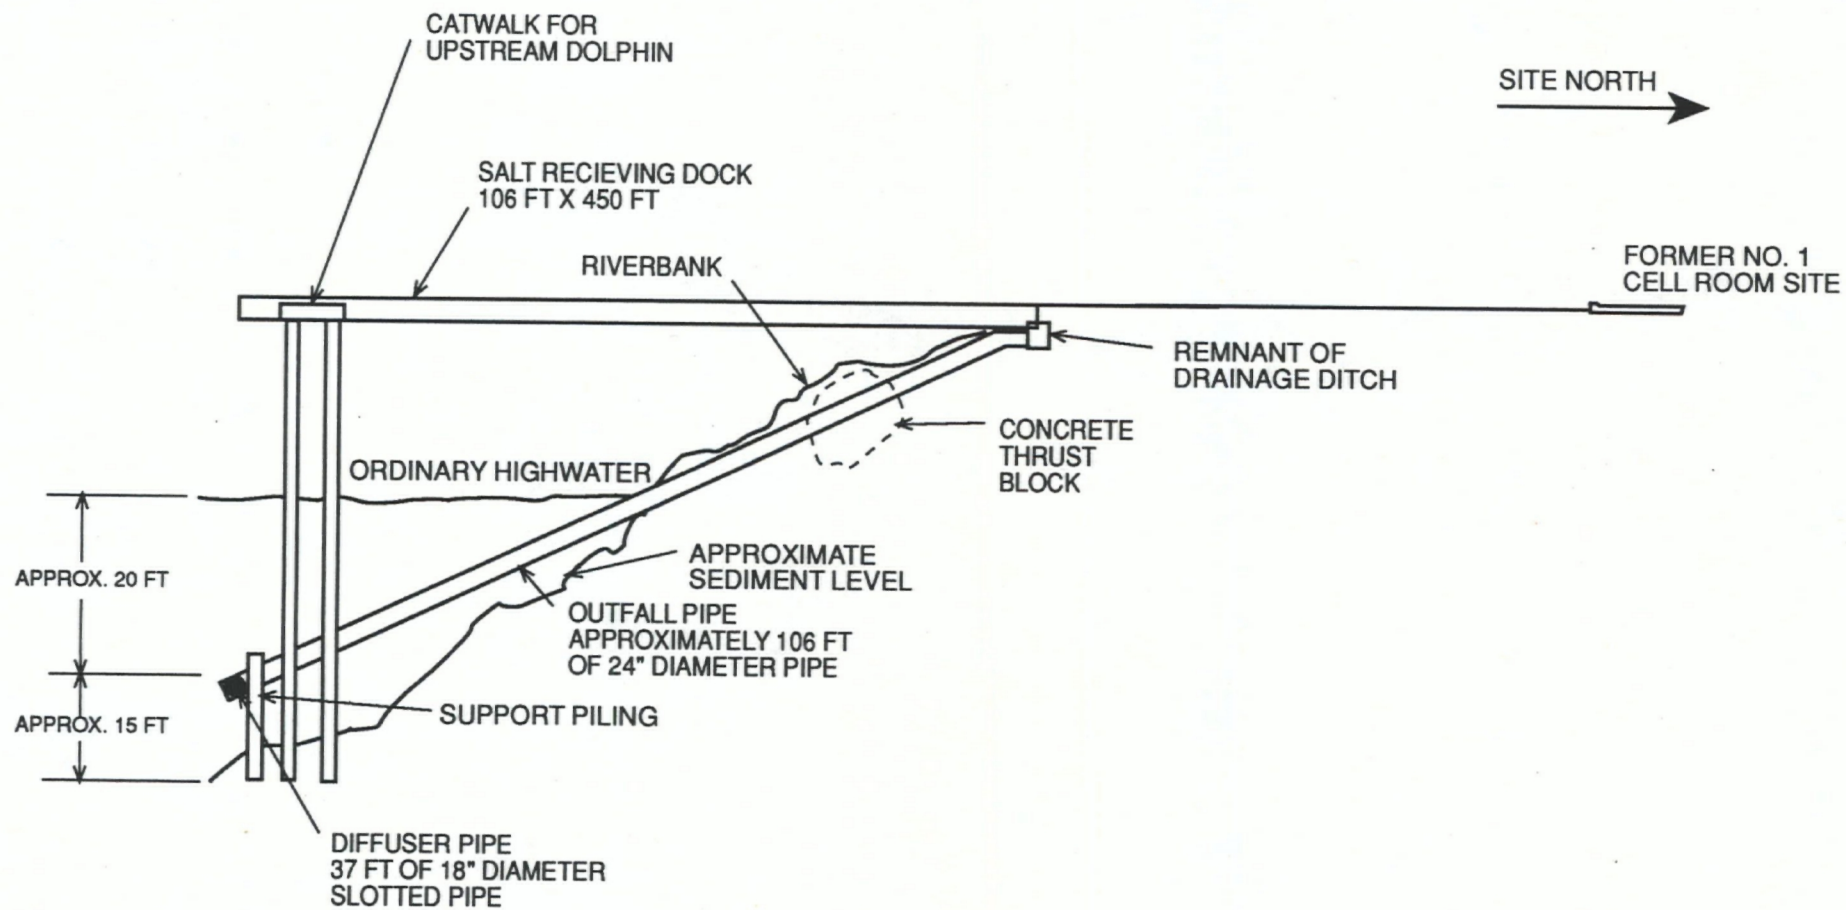 CATWALK FOR
UPSTREAM DOLPHIN
SITE NORTH
SALT RECIEVING DOCK
106 FT X 450 FT
RIVERBANK
FORMER NO. 1
CELL ROOM SITE
REMNANT OF
DRAINAGE DITCH
CONCRETE
THRUST
BLOCK
ORDINARY HIGHWATER
APPROXIMATE
SEDIMENT LEVEL
APPROX. 20 FT
OUTFALL PIPE
APPROXIMATELY 106 FT
OF 24" DIAMETER PIPE
SUPPORT PILING
APPROX. 15 FT
DIFFUSER PIPE
37 FT OF 18" DIAMETER
SLOTTED PIPE